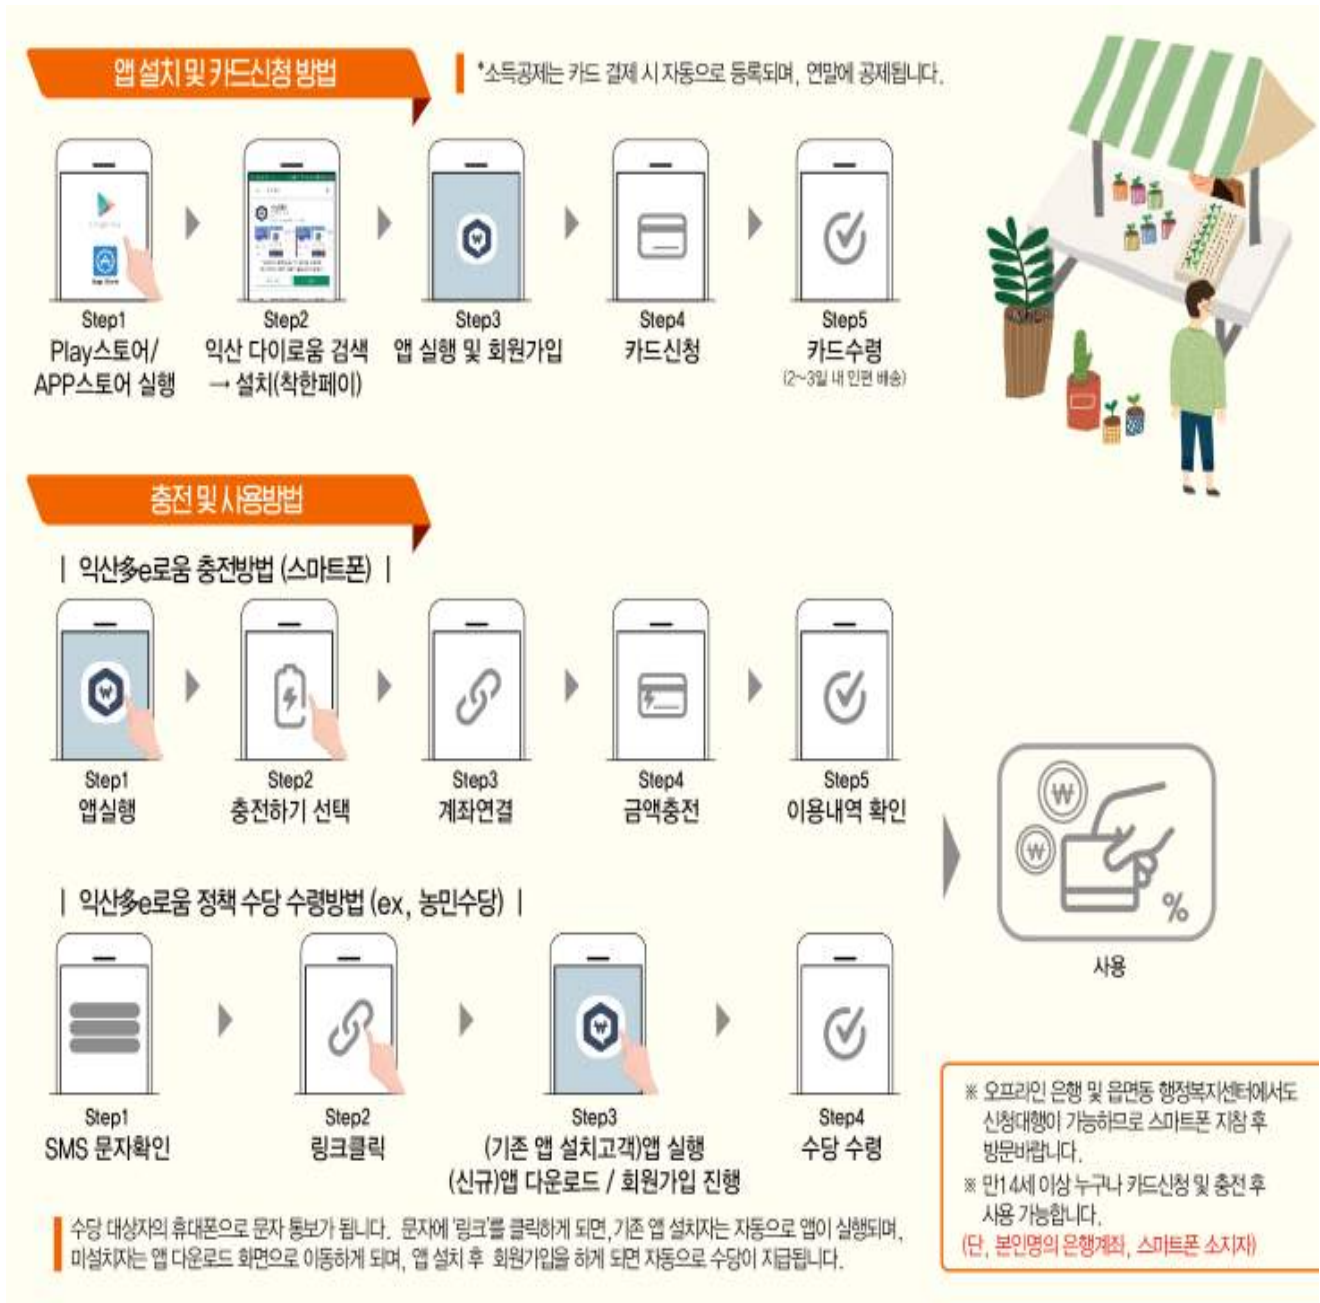 앱 설치 및 카드신청 방법
*소득공제는 카드 결제 시 자동으로 등록되며, 연말에 공제됩니다.
Step1
Play스토어/
APP스토어 실행
Step2
익산 다이로움 검색
→ 설치(착한페이)
Step3
앱 실행 및 회원가입
Step4
카드신청
Step5
카드수령
(2~3일 내 인편 배송)
충전 및 사용방법
| 익산多e로움 충전방법 (스마트폰) |
Step1
앱실행
Step2
충전하기 선택
Step3
계좌연결
Step4
금액충전
Step5
이용내역 확인
| 익산多e로움 정책 수당 수령방법 (ex, 농민수당) |
Step1
SMS 문자확인
Step2
링크클릭
Step3
(기존 앱 설치고객)앱 실행
(신규)앱 다운로드 / 회원가입 진행
Step4
수당 수령
₩
₩
%
사용
수당 대상자의 휴대폰으로 문자 통보가 됩니다. 문자에 '링크'를 클릭하게 되면, 기존 앱 설치자는 자동으로 앱이 실행되며,
미설치자는 앱 다운로드 화면으로 이동하게 되며, 앱 설치 후 회원가입을 하게 되면 자동으로 수당이 지급됩니다.
※ 오프라인 은행 및 읍면동 행정복지센터에서도
신청대행이 가능하므로 스마트폰 지참 후
방문바랍니다.
※ 만14세 이상 누구나 카드신청 및 충전 후
사용 가능합니다.
(단, 본인명의 은행계좌, 스마트폰 소지자)